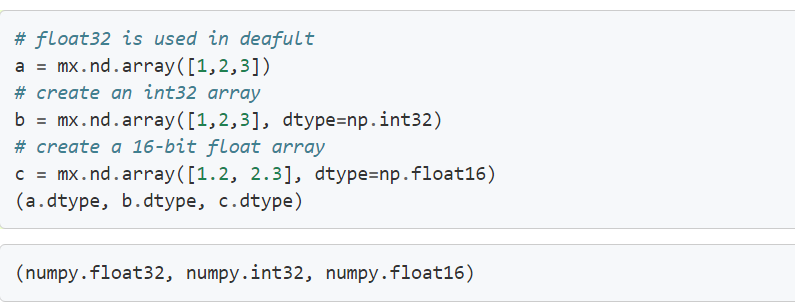 # float32 is used in deafult
a = mx.nd.array([1,2,3])
# create an int32 array
b = mx.nd.array([1,2,3], dtype=np.int32)
# create a 16-bit float array
c = mx.nd.array([1.2, 2.3], dtype=np.float16)
(a.dtype, b.dtype, c.dtype)
(numpy.float32, numpy.int32, numpy.float16)